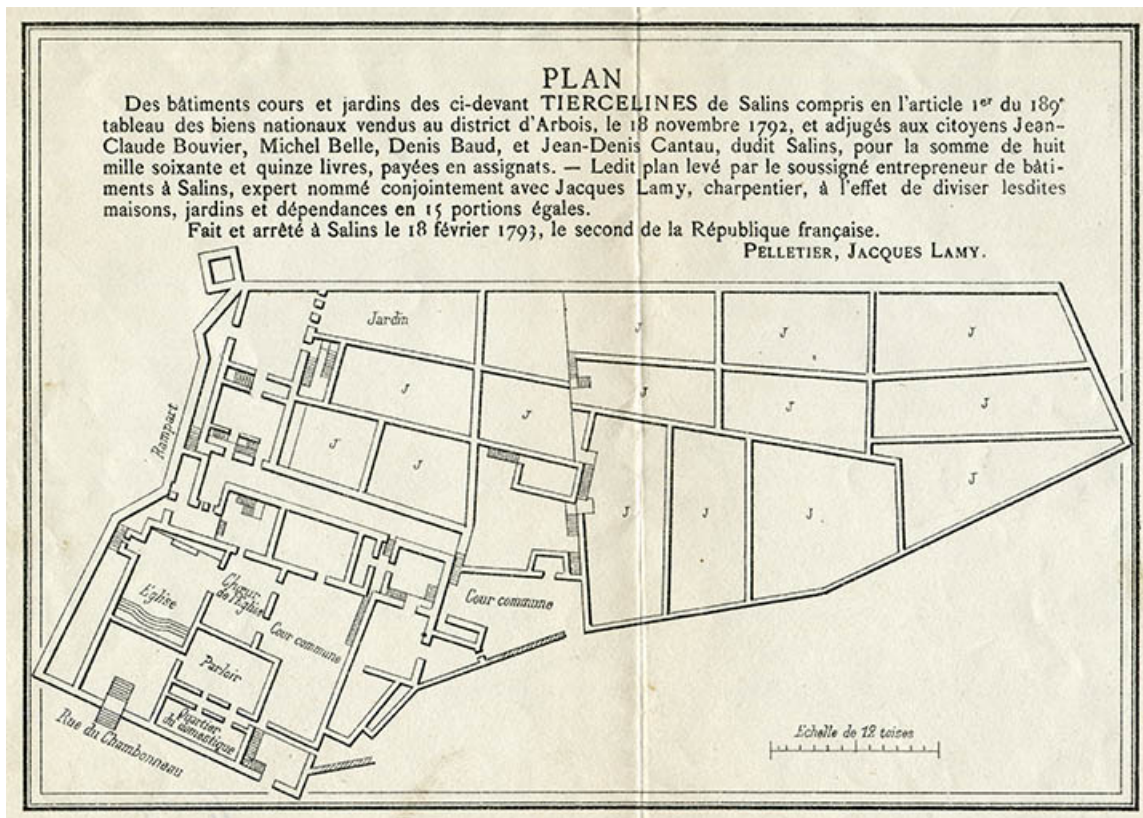 PLAN
Des bâtiments cours et jardins des ci-devant TIERCELINES de Salins compris en l'article 1er du 189e
tableau des biens nationaux vendus au district d'Arbois, le 18 novembre 1792, et adjugés aux citoyens Jean-
Claude Bouvier, Michel Belle, Denis Baud, et Jean-Denis Cantau, dudit Salins, pour la somme de huit
mille soixante et quinze livres, payées en assignats. — Ledit plan levé par le soussigné entrepreneur de bâti-
ments à Salins, expert nommé conjointement avec Jacques Lamy, charpentier, à l'effet de diviser lesdites
maisons, jardins et dépendances en 15 portions égales.
Fait et arrêté à Salins le 18 février 1793, le second de la République française.
PELLETIER, JACQUES LAMY.
Jardin
J
J
J
J
J
J
J
J
J
J
J
J
J
J
Rampart
Eglise
Chœur
de l'Eglise
Cour commune
Cour commune
Parloir
Quartier
du domestique
Rue du Chambonneau
Echelle de 12 toises